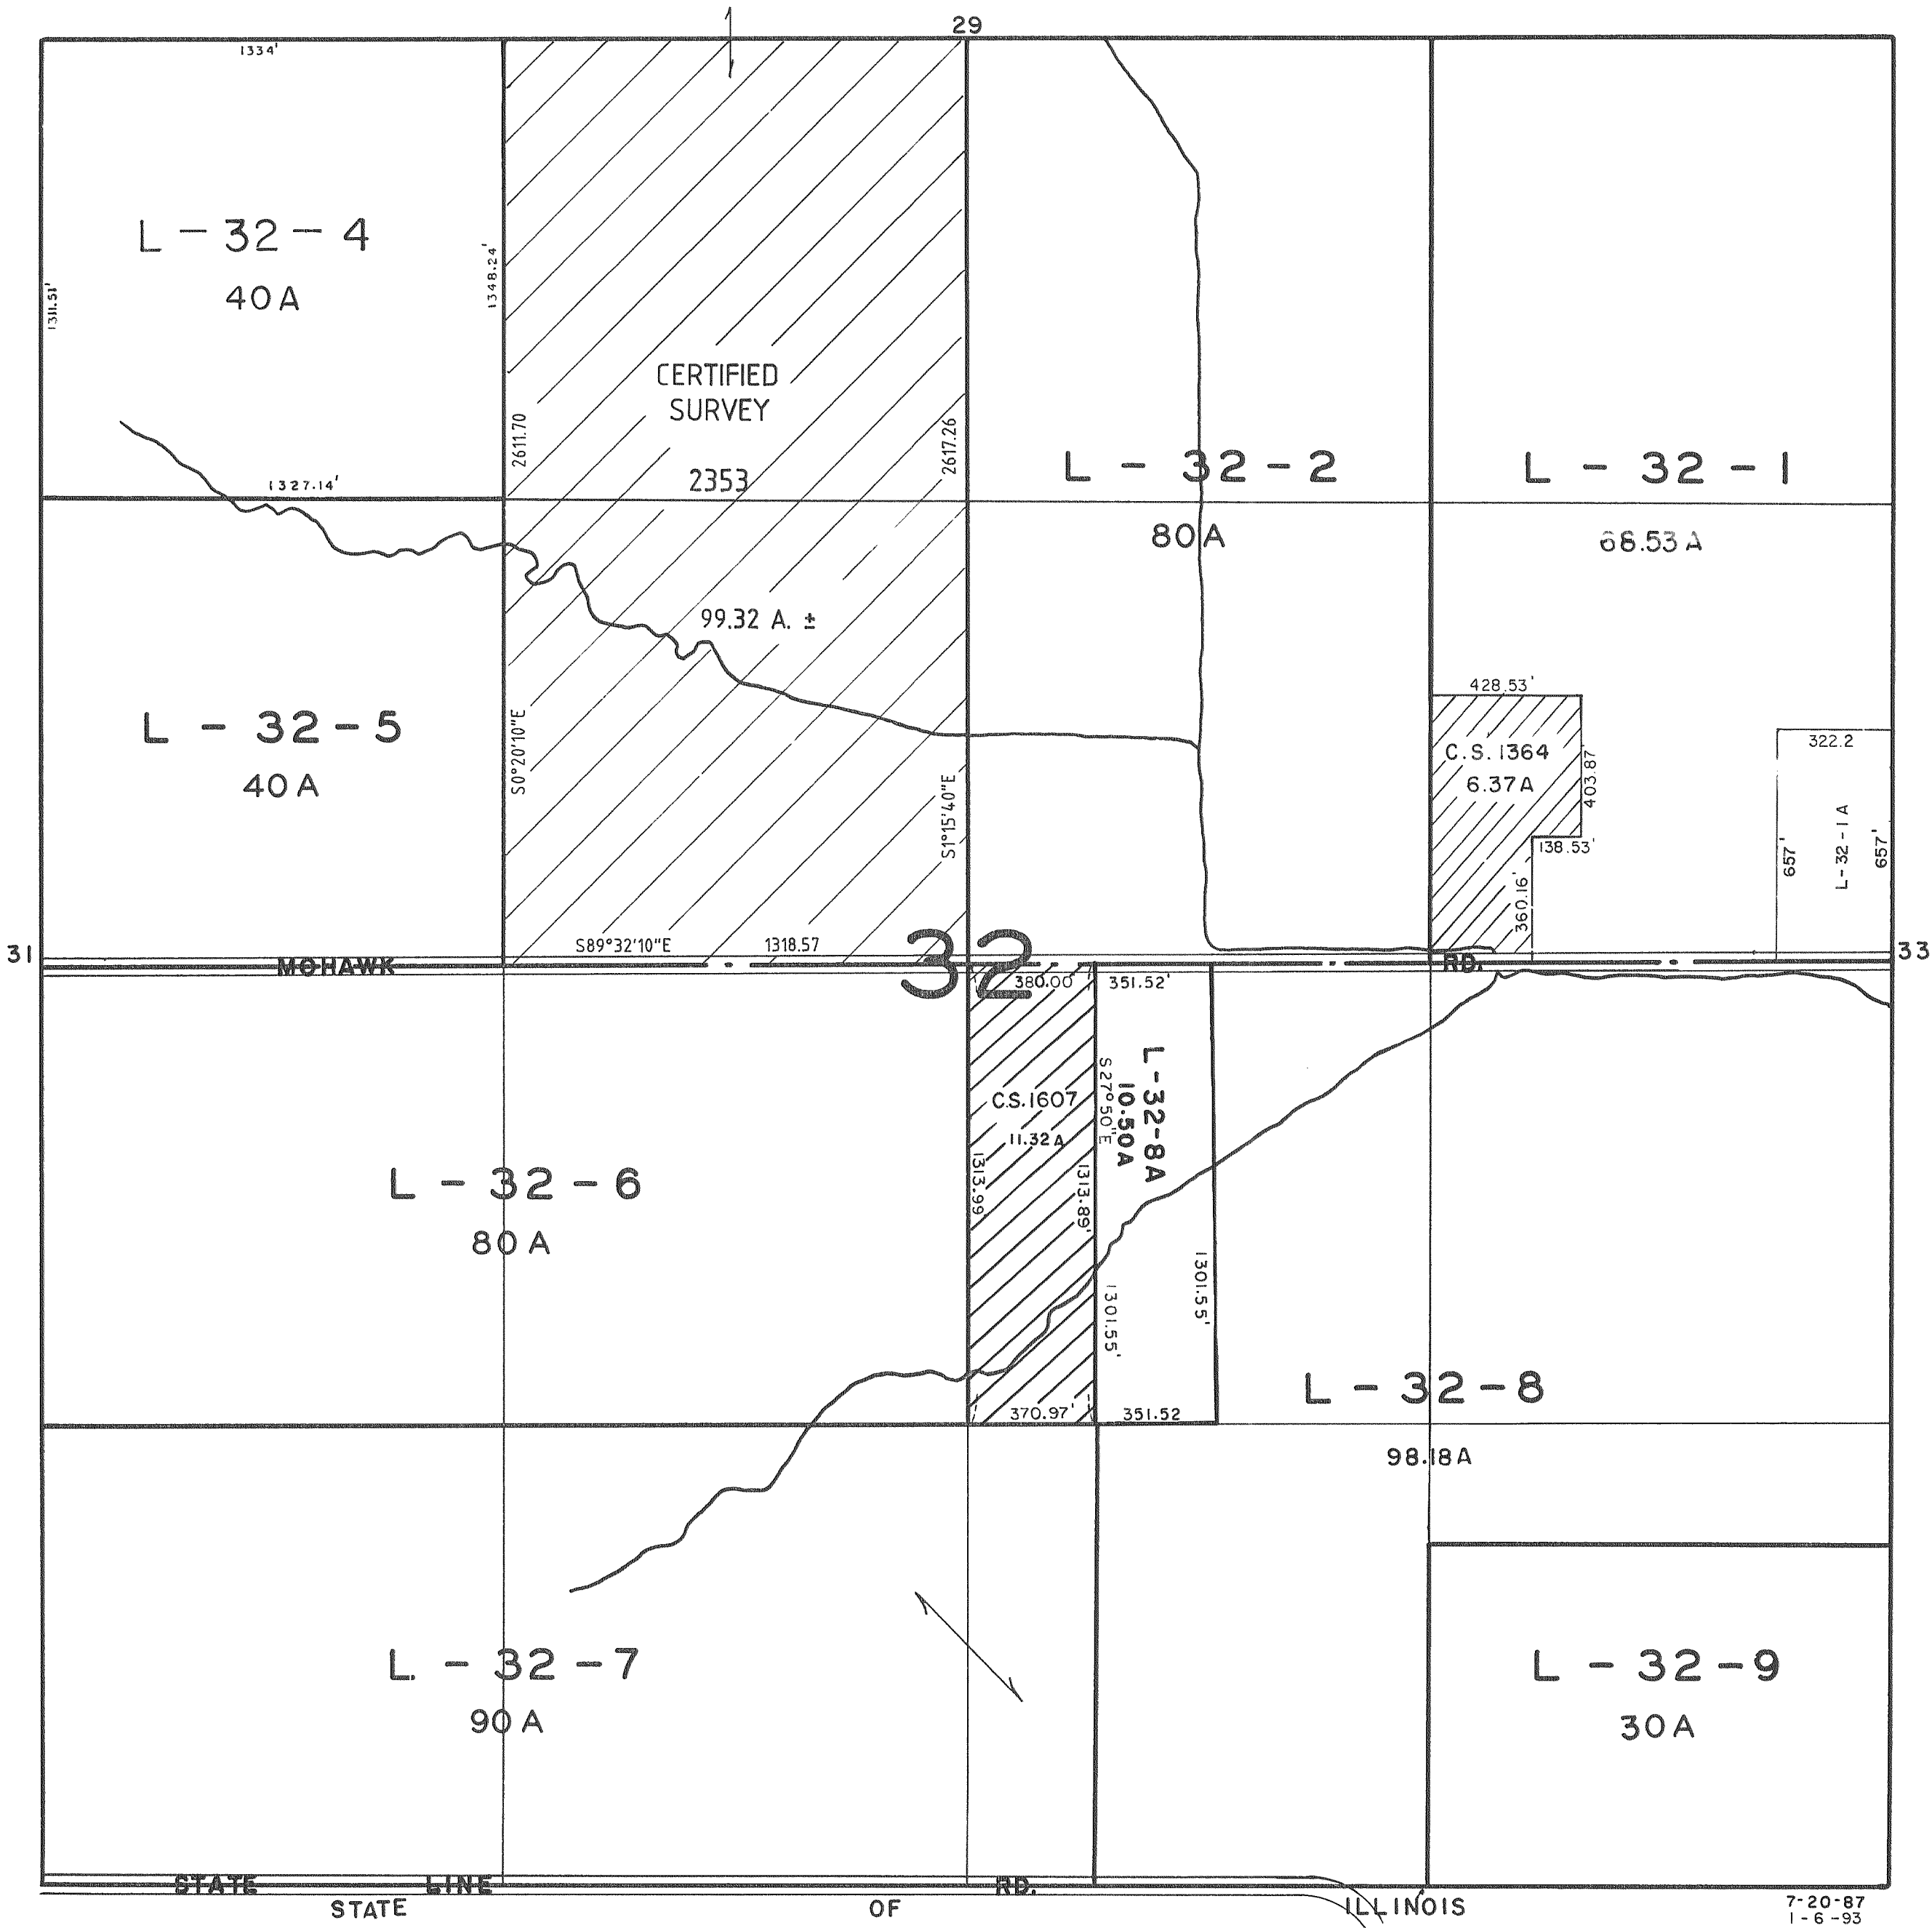 29
1334'
L - 32 - 4
40 A
1311.51'
1348.24'
CERTIFIED
SURVEY
2353
2611.70
2617.26
99.32 A. ±
S0°20'10"E
S1°15'40"E
S89°32'10"E 1318.57
1327.14'
L - 32 - 5
40 A
L - 32 - 2
80 A
L - 32 - 1
68.53 A
428.53'
C.S. 1364
6.37 A
403.87'
138.53'
360.16'
322.2
657'
L-32-1A
657'
31
MOHAWK RD.
32
33
380.00'
351.52'
C.S. 1607
11.32 A
1313.99'
1313.89'
370.97'
S 27°50"E
L-32-8A
10.50A
1301.55'
1301.55'
351.52
L - 32 - 6
80 A
L - 32 - 8
98.18 A
L. - 32 - 7
90 A
L - 32 - 9
30 A
STATE LINE RD.
STATE OF ILLINOIS
7-20-87
1-6-93